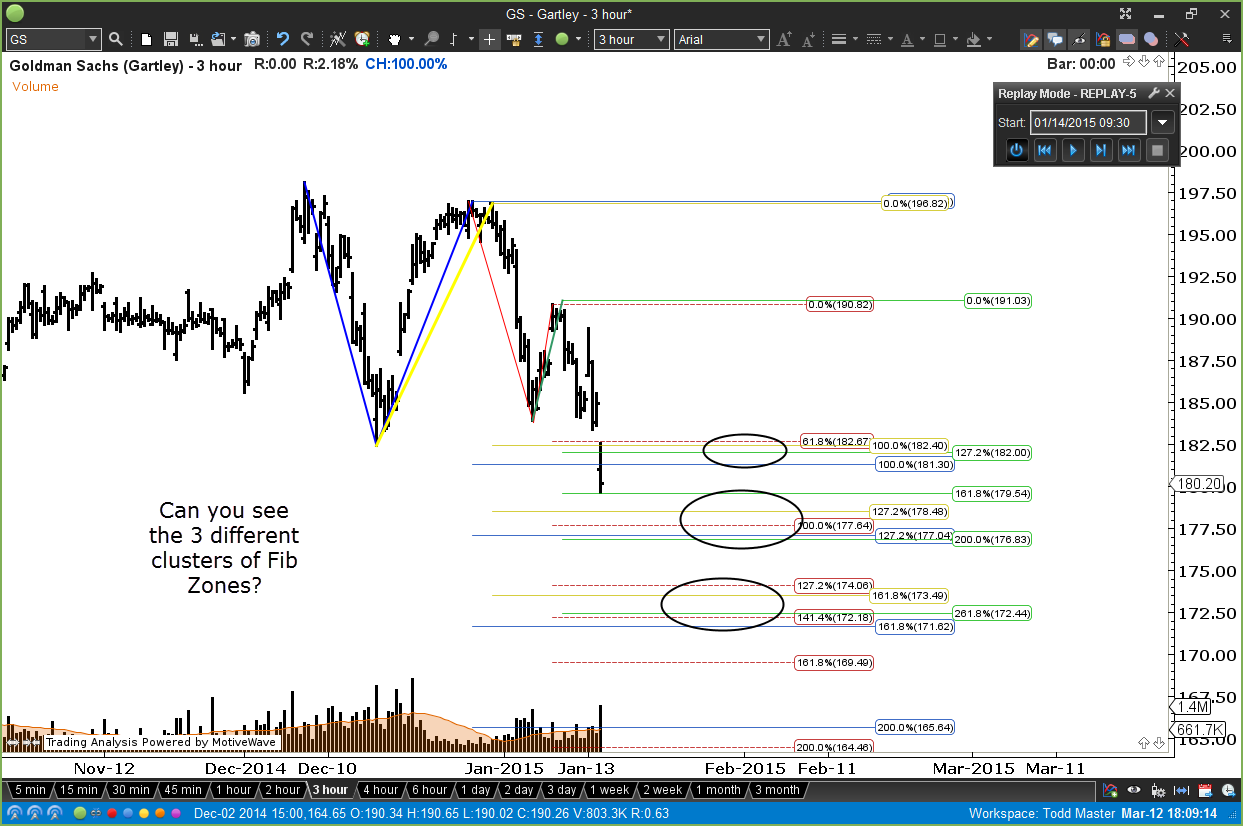 GS - Gartley - 3 hour*
GS
3 hour
Arial
Goldman Sachs (Gartley) - 3 hour R:0.00 R:2.18% CH:100.00%
Bar: 00:00
Volume
Replay Mode - REPLAY-5
Start: 01/14/2015 09:30
205.00
202.50
200.00
197.50
195.00
192.50
190.00
187.50
185.00
182.50
180.20
177.50
175.00
172.50
170.00
167.50
1.4M
661.7K
165.00
0.0%(196.82)
0.0%(191.03)
0.0%(190.82)
61.8%(182.67)
100.0%(182.40)
127.2%(182.00)
100.0%(181.30)
161.8%(179.54)
127.2%(178.48)
100.0%(177.64)
127.2%(177.04)
200.0%(176.83)
127.2%(174.06)
161.8%(173.49)
261.8%(172.44)
141.4%(172.18)
161.8%(171.62)
161.8%(169.49)
200.0%(165.64)
200.0%(164.46)
Can you see
the 3 different
clusters of Fib
Zones?
Trading Analysis Powered by MotiveWave
Nov-12 Dec-2014 Dec-10 Jan-2015 Jan-13 Feb-2015 Feb-11 Mar-2015 Mar-11
5 min 15 min 30 min 45 min 1 hour 2 hour 3 hour 4 hour 6 hour 1 day 2 day 3 day 1 week 2 week 1 month 3 month
Dec-02 2014 15:00,164.65 O:190.34 H:190.65 L:190.02 C:190.26 V:803.3K R:0.63
Workspace: Todd Master Mar-12 18:09:14